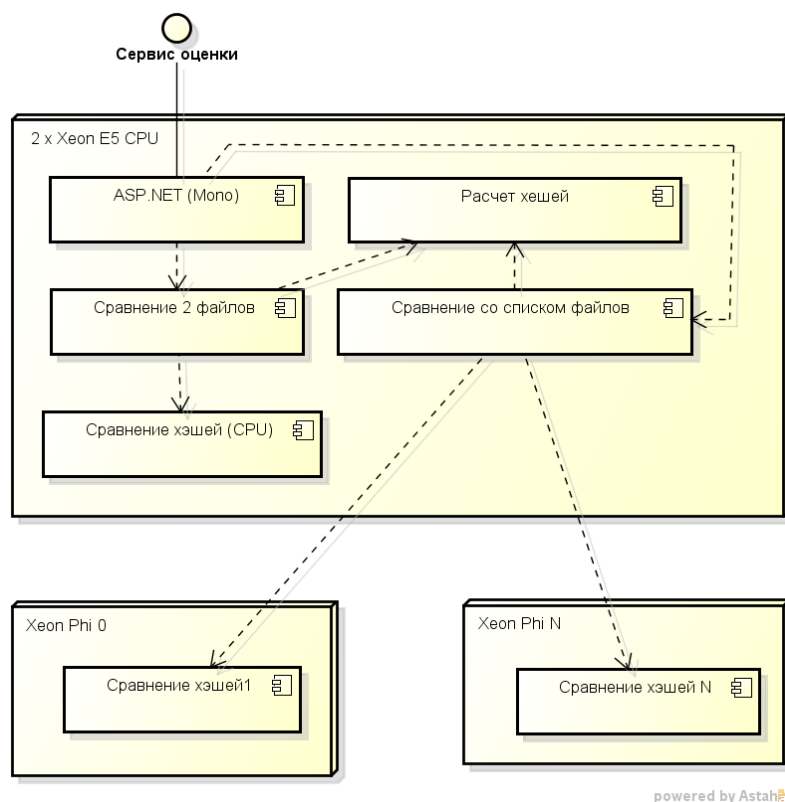 Сервис оценки
2 x Xeon E5 CPU
ASP.NET (Mono)
Расчет хешей
Сравнение 2 файлов
Сравнение со списком файлов
Сравнение хэшей (CPU)
Xeon Phi 0
Xeon Phi N
Сравнение хэшей1
Сравнение хэшей N
powered by Astah